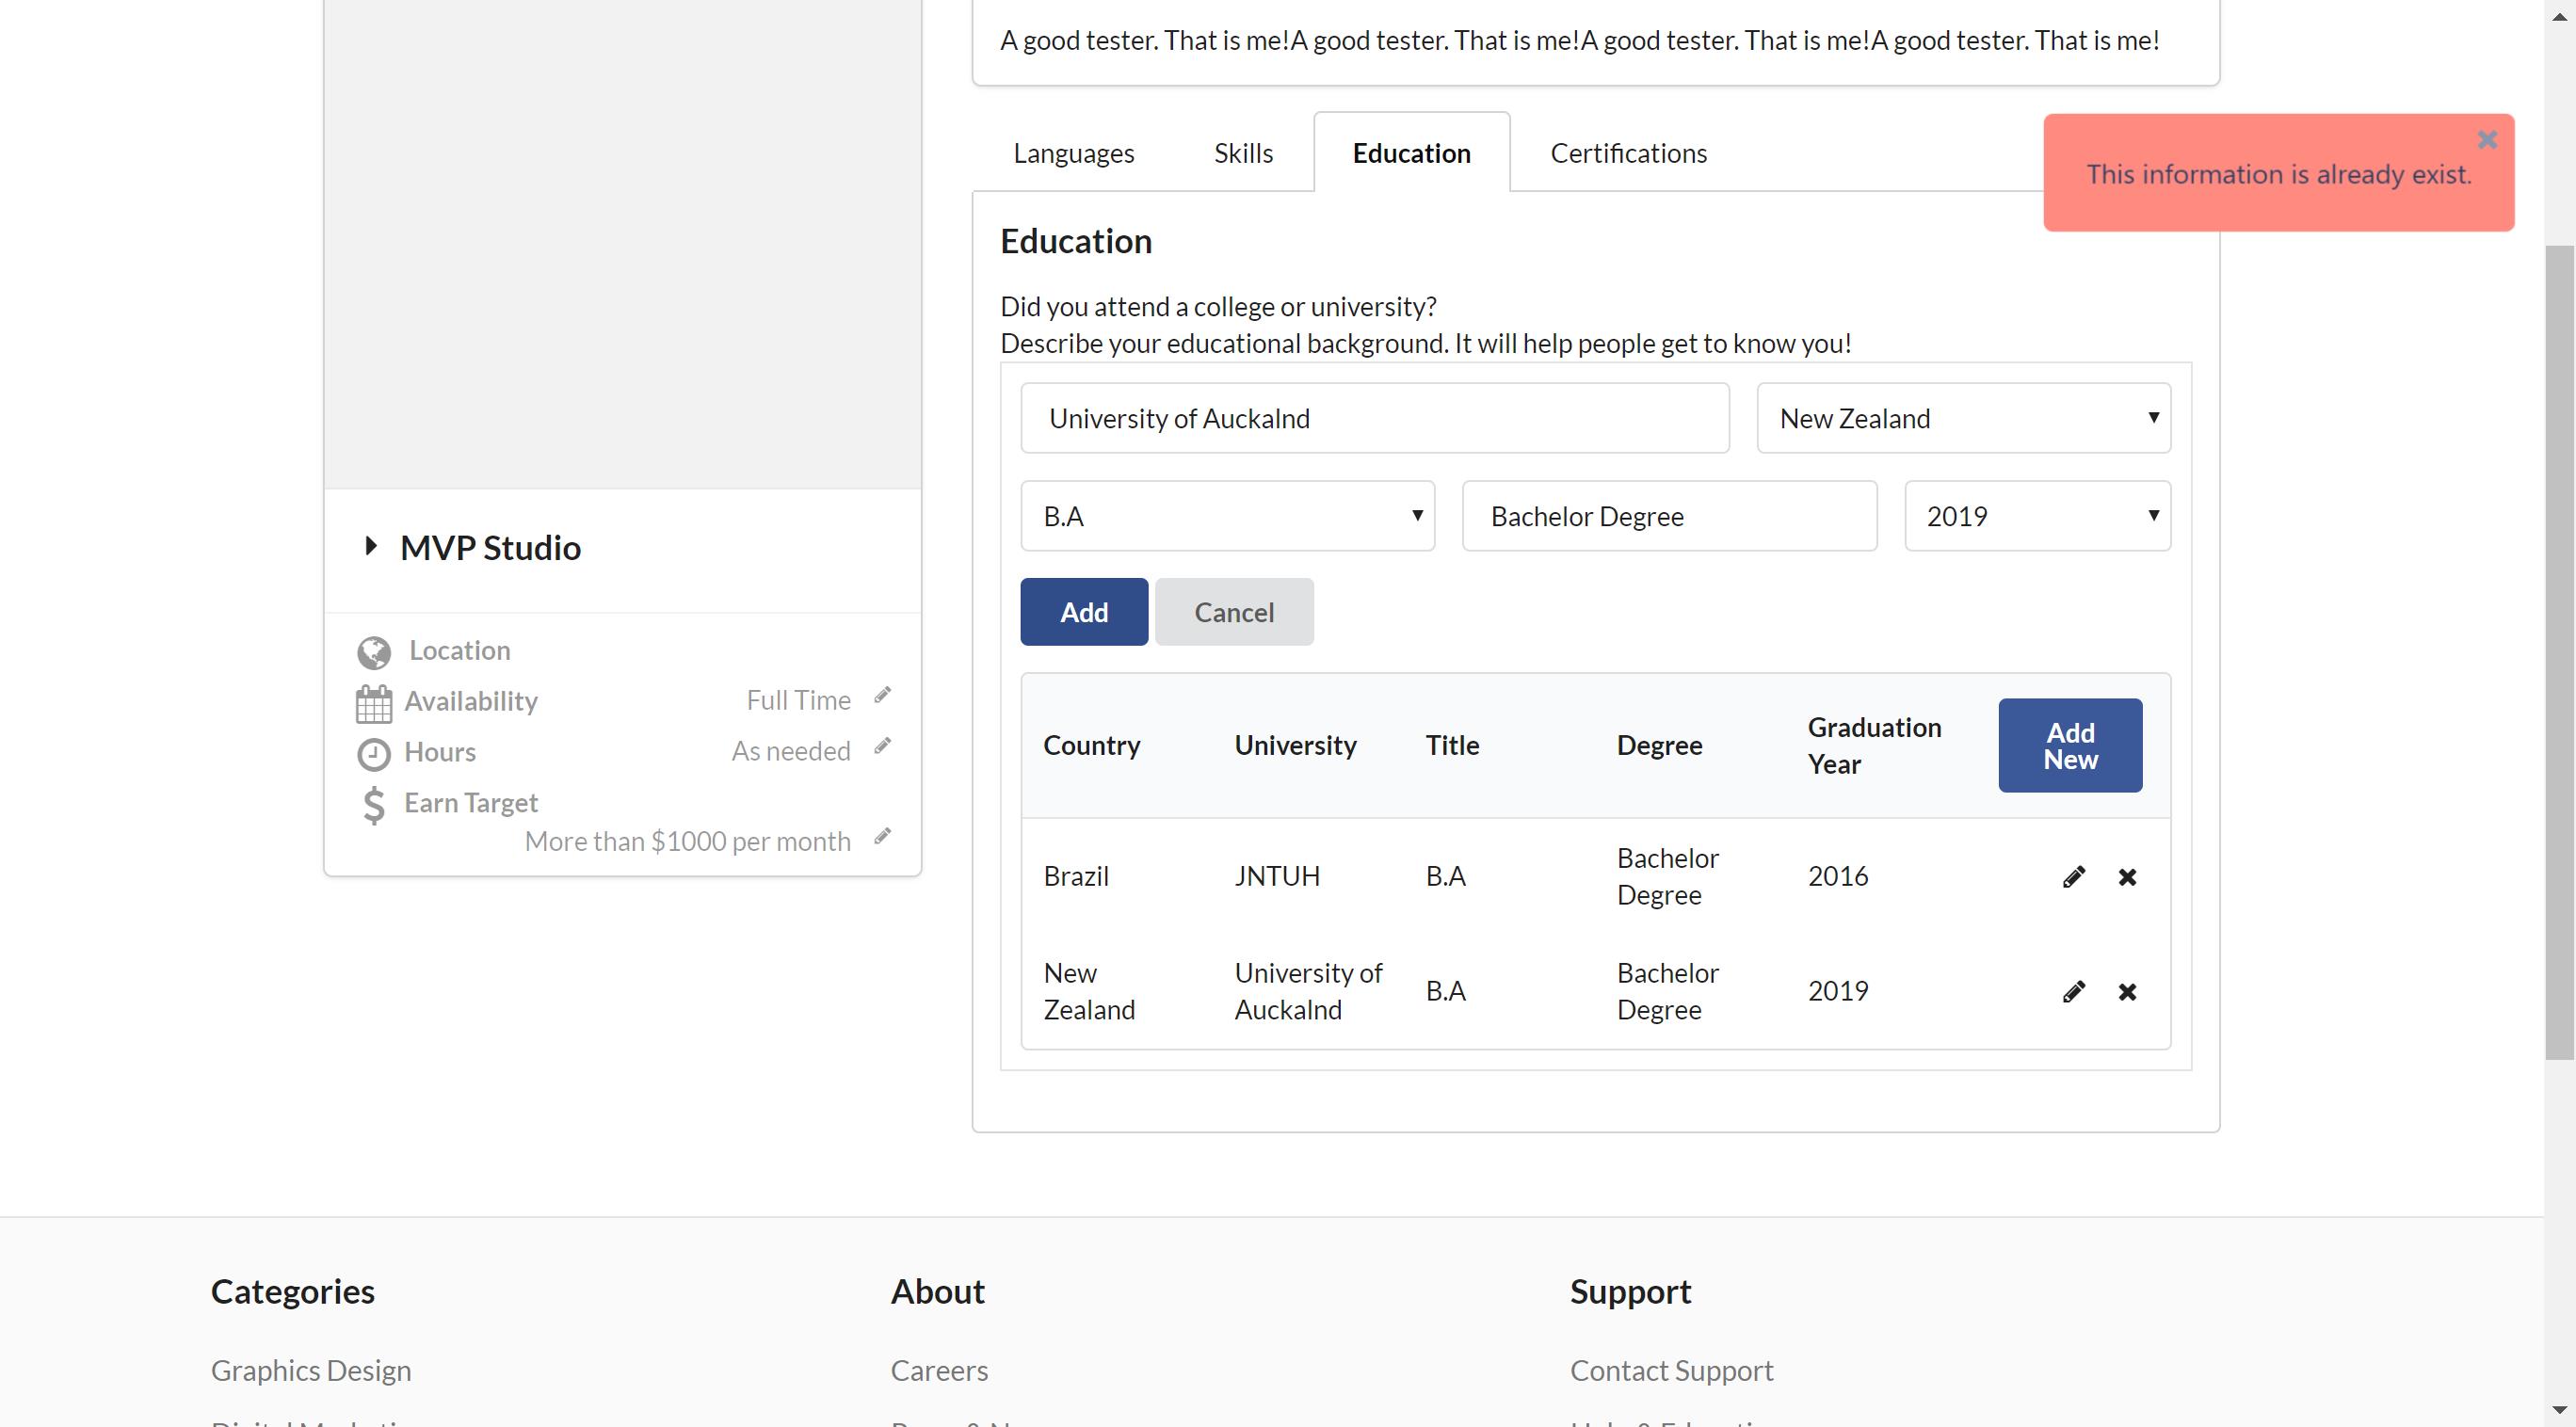 A good tester. That is me!A good tester. That is me!A good tester. That is me!A good tester. That is me!
Languages
Skills
Education
Certifications
This information is already exist.
Education
Did you attend a college or university?
Describe your educational background. It will help people get to know you!
University of Auckalnd
New Zealand
B.A
Bachelor Degree
2019
Add
Cancel
MVP Studio
Location
Availability
Full Time
Hours
As needed
Earn Target
More than $1000 per month
Country
University
Title
Degree
Graduation
Year
Add
New
Brazil
JNTUH
B.A
Bachelor
Degree
2016
New
Zealand
University of
Auckalnd
B.A
Bachelor
Degree
2019
Categories
About
Support
Graphics Design
Careers
Contact Support